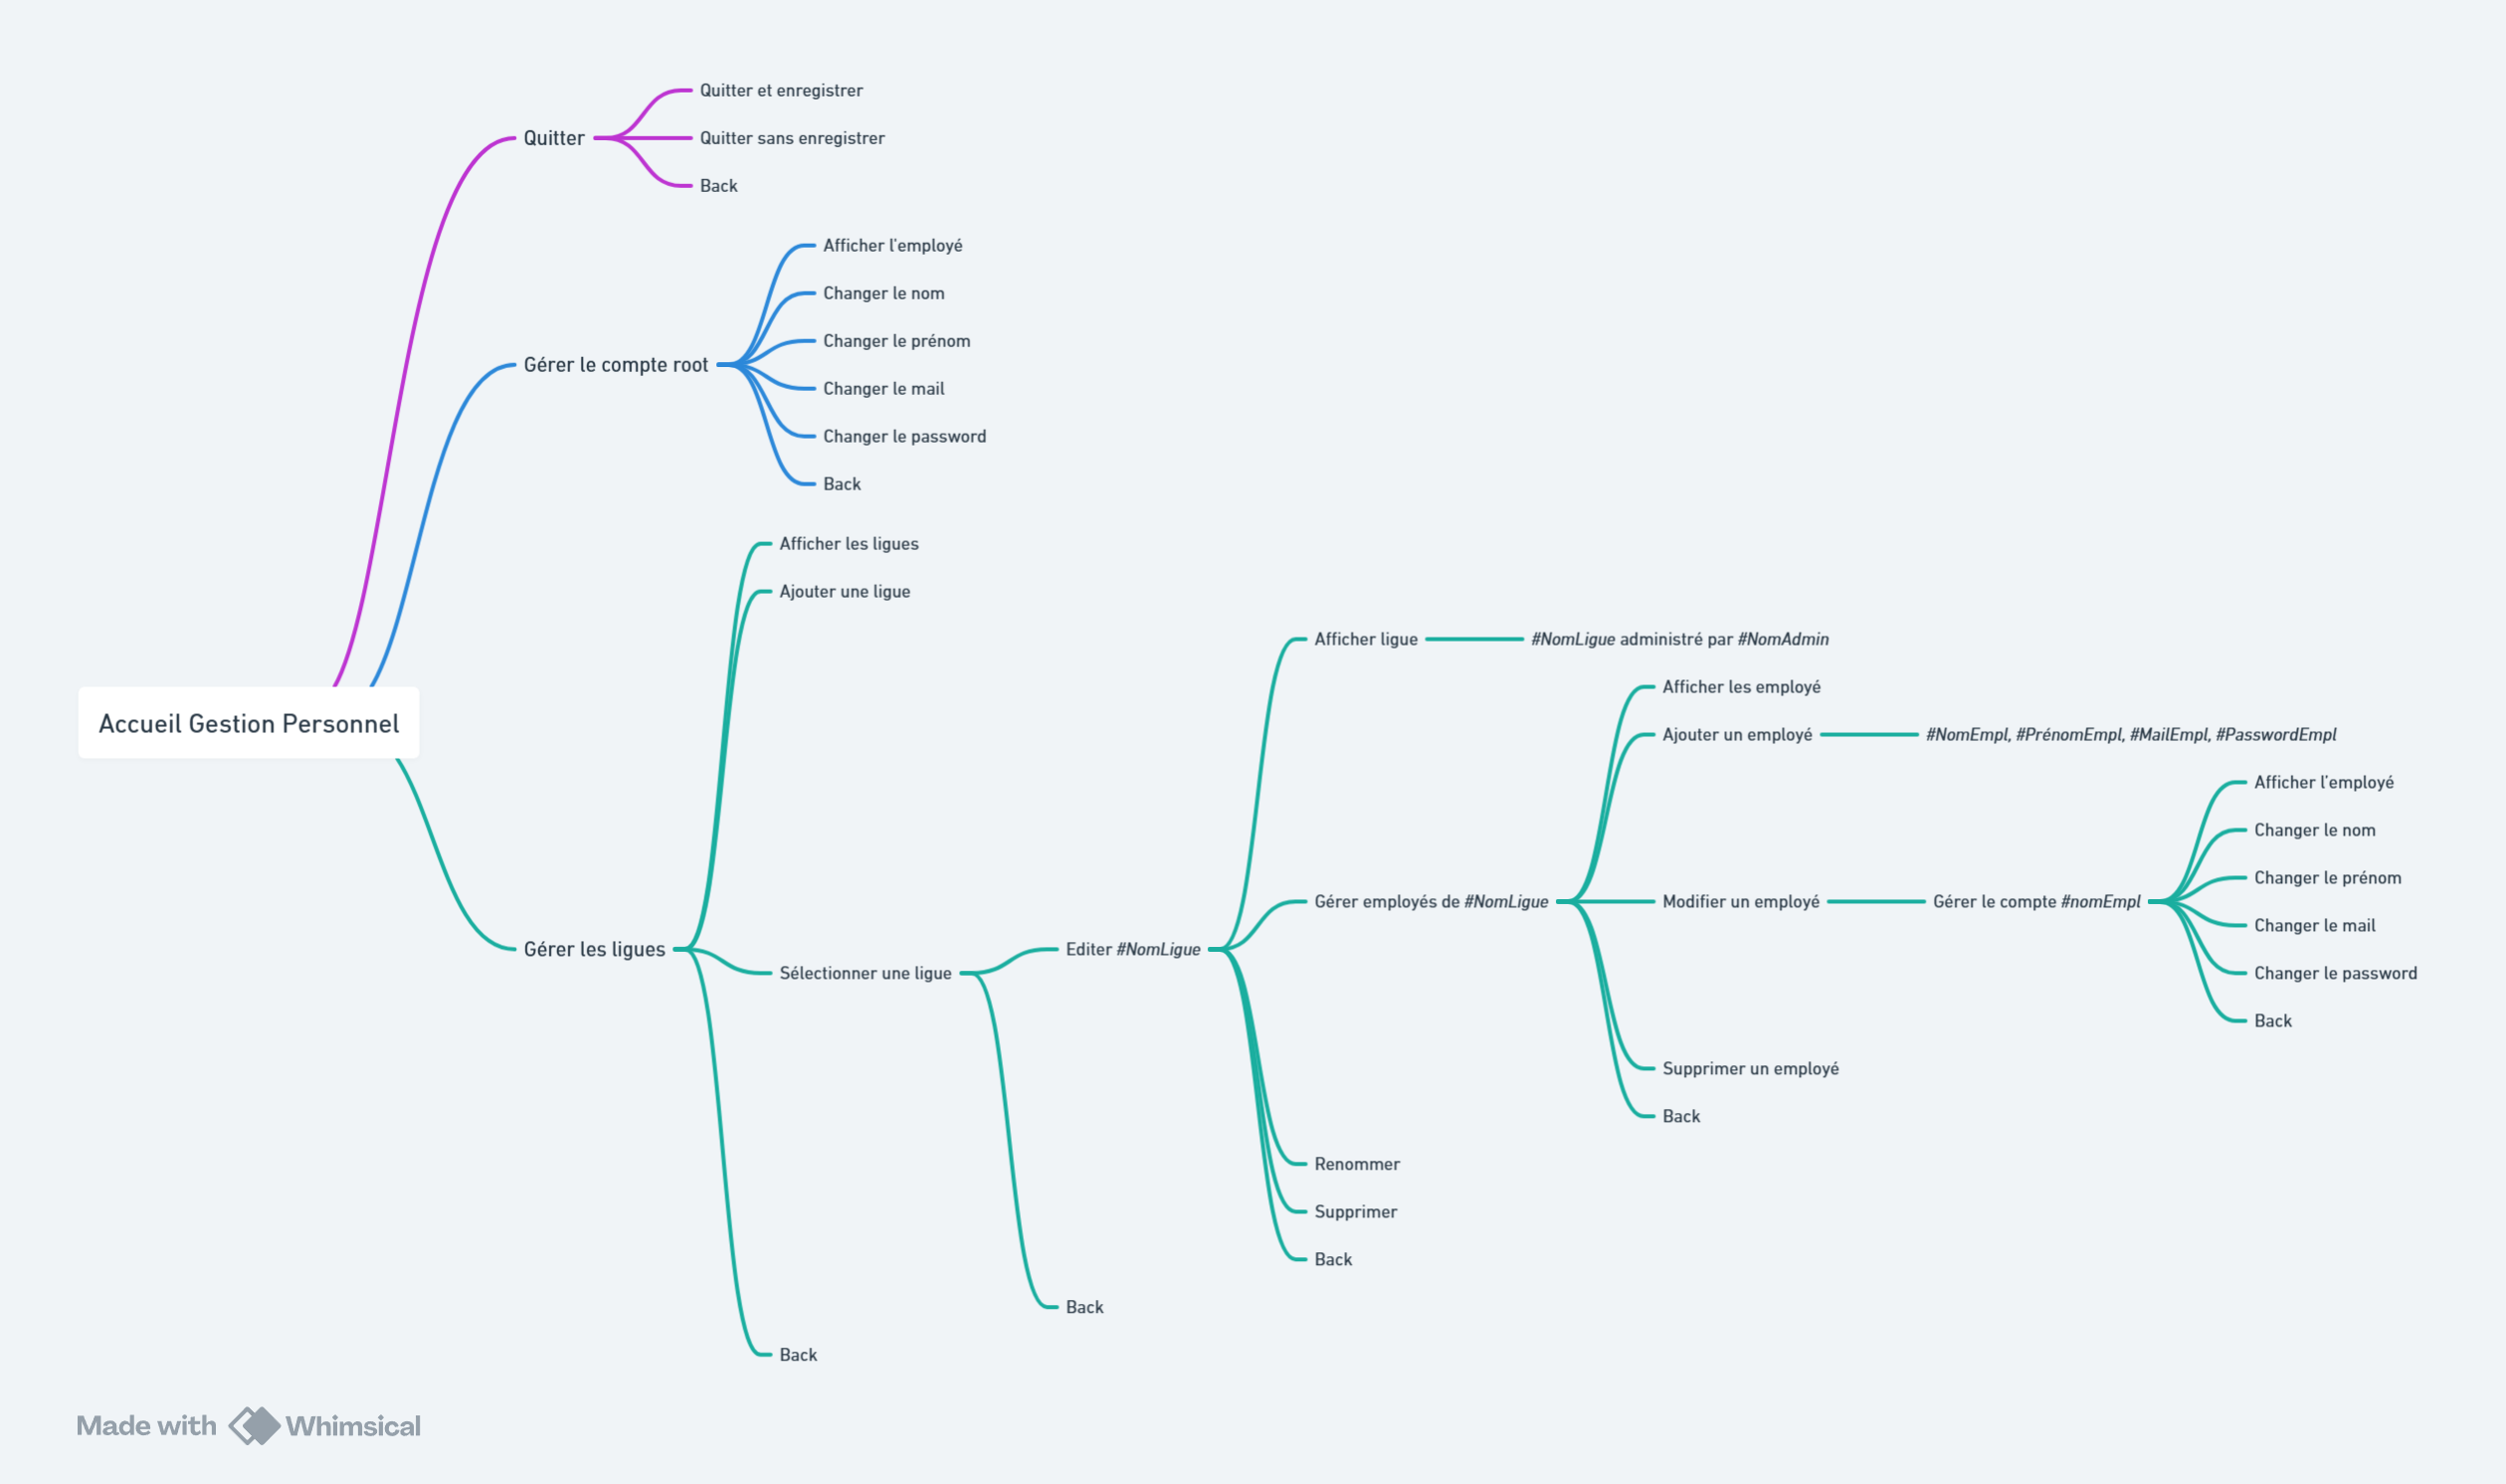 Quitter et enregistrrer
Quitter
Quitter sans enregistrer
Back
Afficher l'employé
Changer le nom
Changer le prénom
Gérer le compte root
Changer le mail
Changer le password
Back
Afficher les ligues
Ajouter une ligue
Afficher ligue
#NomLigue administré par #NomAdmin
Afficher les employé
Accueil Gestion Personnel
Ajouter un employé
#NomEmpl, #PrénomEmpl, #MailEmpl, #PasswordEmpl
Afficher l'employé
Changer le nom
Changer le prénom
Gérer employés de #NomLigue
Modifier un employé
Gérer le compte #nomEmpl
Changer le mail
Gérer les ligues
Sélectionner une ligue
Editer #NomLigue
Changer le password
Back
Supprimer un employé
Back
Renommer
Supprimer
Back
Back
Back
Made with Whimsical